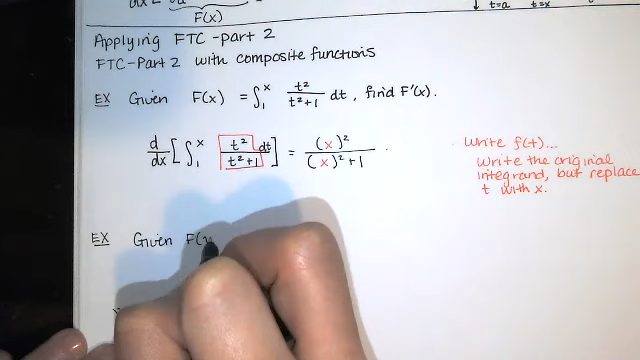 F(x)
t=a t=x
Applying FTC - part 2
FTC-Part 2 with composite functions
EX Given F(x) = ∫₁ˣ t²/(t²+1) dt, find F'(x).
d/dx [ ∫₁ˣ t²/(t²+1) dt ] = (x)²/((x)²+1)
Write f(t)...
Write the original
integrand, but replace
t with x.
EX Given F(x